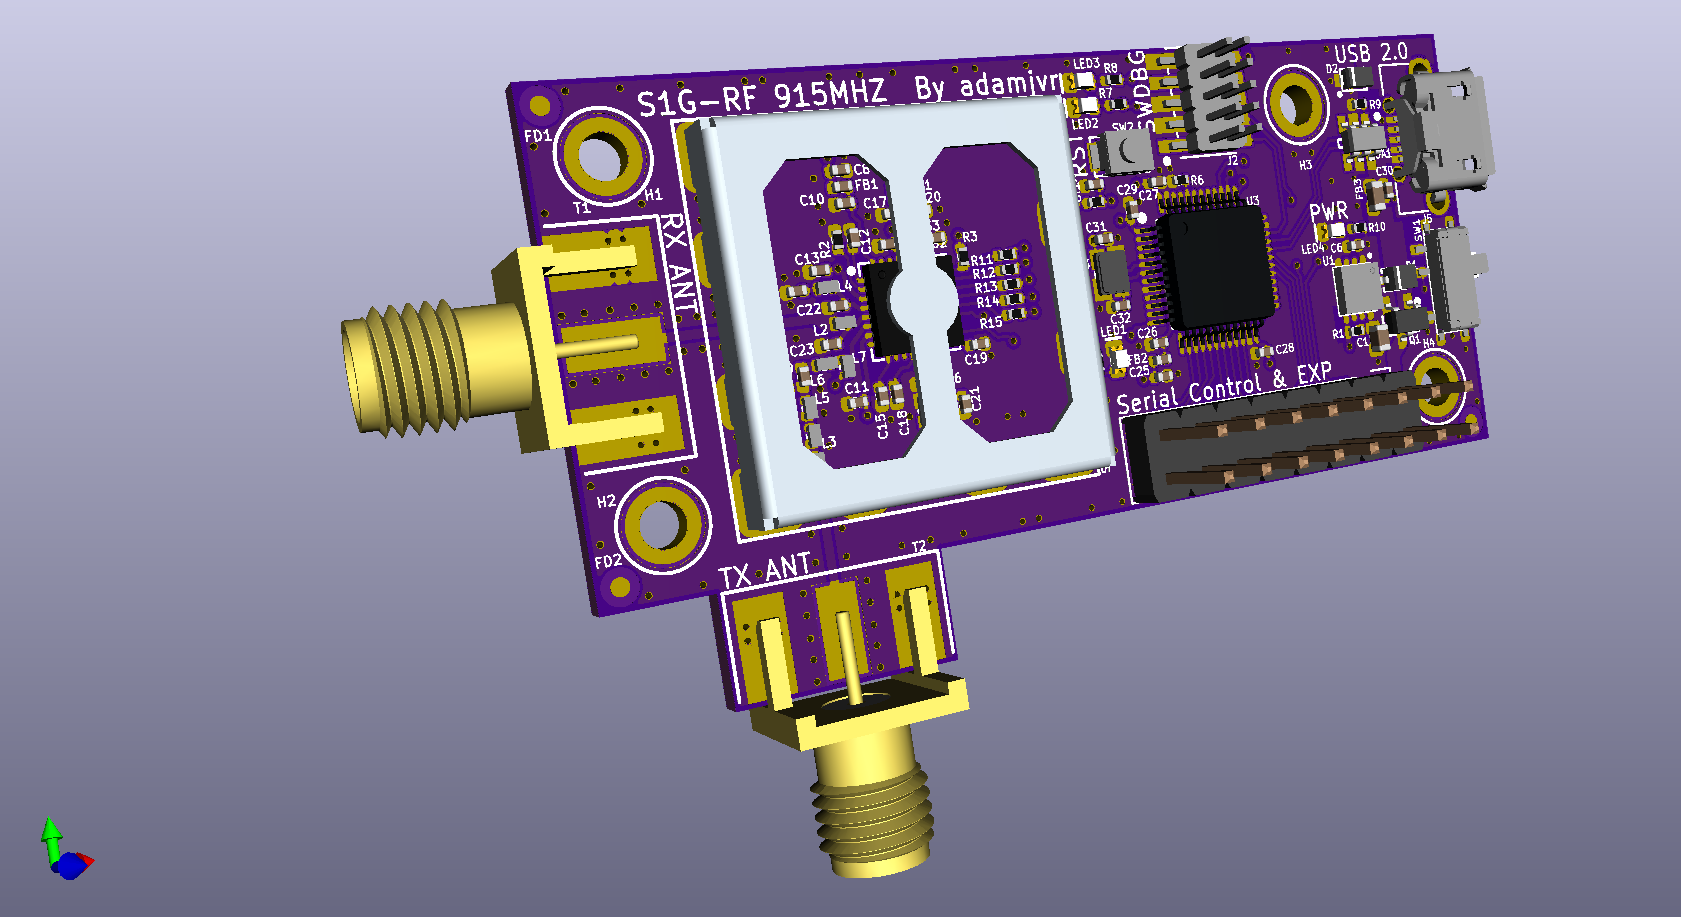 S1G-RF 915MHZ By adamjvr
USB 2.0
LED3
R8
R7
LED2
SWDBG
D2
R9
FD1
H1
T1
RX ANT
C6
FB1
C10
C17
R2
C12
C13
L4
C22
L2
C23
L7
L6
L5
C11
C15
C18
L3
R3
R11
R12
R13
R14
R15
C19
C21
RST
SW2
J2
H3
C29
C27
R6
U3
C31
C32
LED1
FB2
C26
C25
C28
FB3
C30
PWR
LED4
R10
C6
U1
SW1
R1
C1
Q1
H4
Serial Control & EXP
H2
FD2
TX ANT
T2